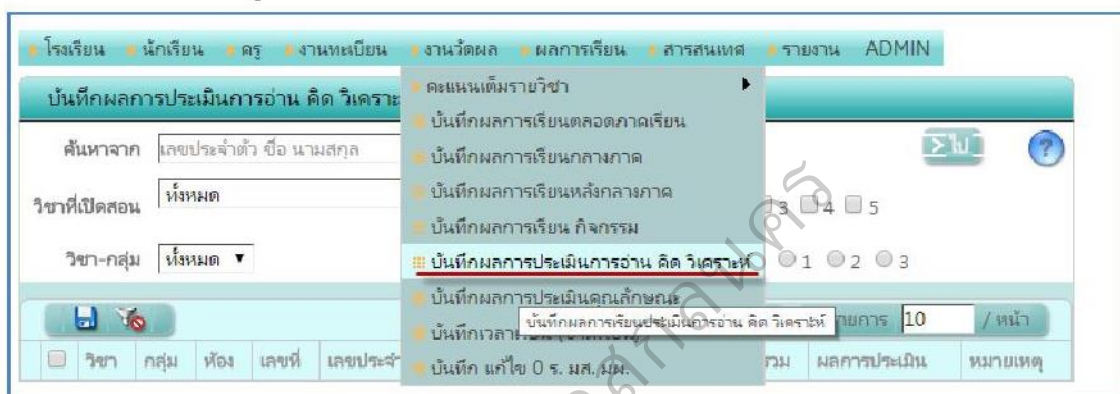 โรงเรียน นักเรียน ครู งานทะเบียน งานวัดผล ผลการเรียน สารสนเทศ รายงาน ADMIN
บันทึกผลการประเมินการอ่าน คิด วิเคราะ
คะแนนเต็มรายวิชา
บันทึกผลการเรียนตลอดภาคเรียน
ค้นหาจาก เลขประจำตัว ชื่อ นามสกุล
บันทึกผลการเรียนกลางภาค
ไป ?
วิชาที่เปิดสอน ทั้งหมด
บันทึกผลการเรียนหลังกลางภาค
3 4 5
บันทึกผลการเรียน กิจกรรม
วิชา-กลุ่ม ทั้งหมด
บันทึกผลการประเมินการอ่าน คิด วิเคราะห์
1 2 3
บันทึกผลการประเมินคุณลักษณะ
บันทึกผลการเรียนประเมินการอ่าน คิด วิเคราะห์
รายการ 10 / หน้า
บันทึกเวลา
วิชา กลุ่ม ห้อง เลขที่ เลขประจำ
บันทึก แก้ไข 0 ร. มส. มผ.
รวม ผลการประเมิน หมายเหตุ